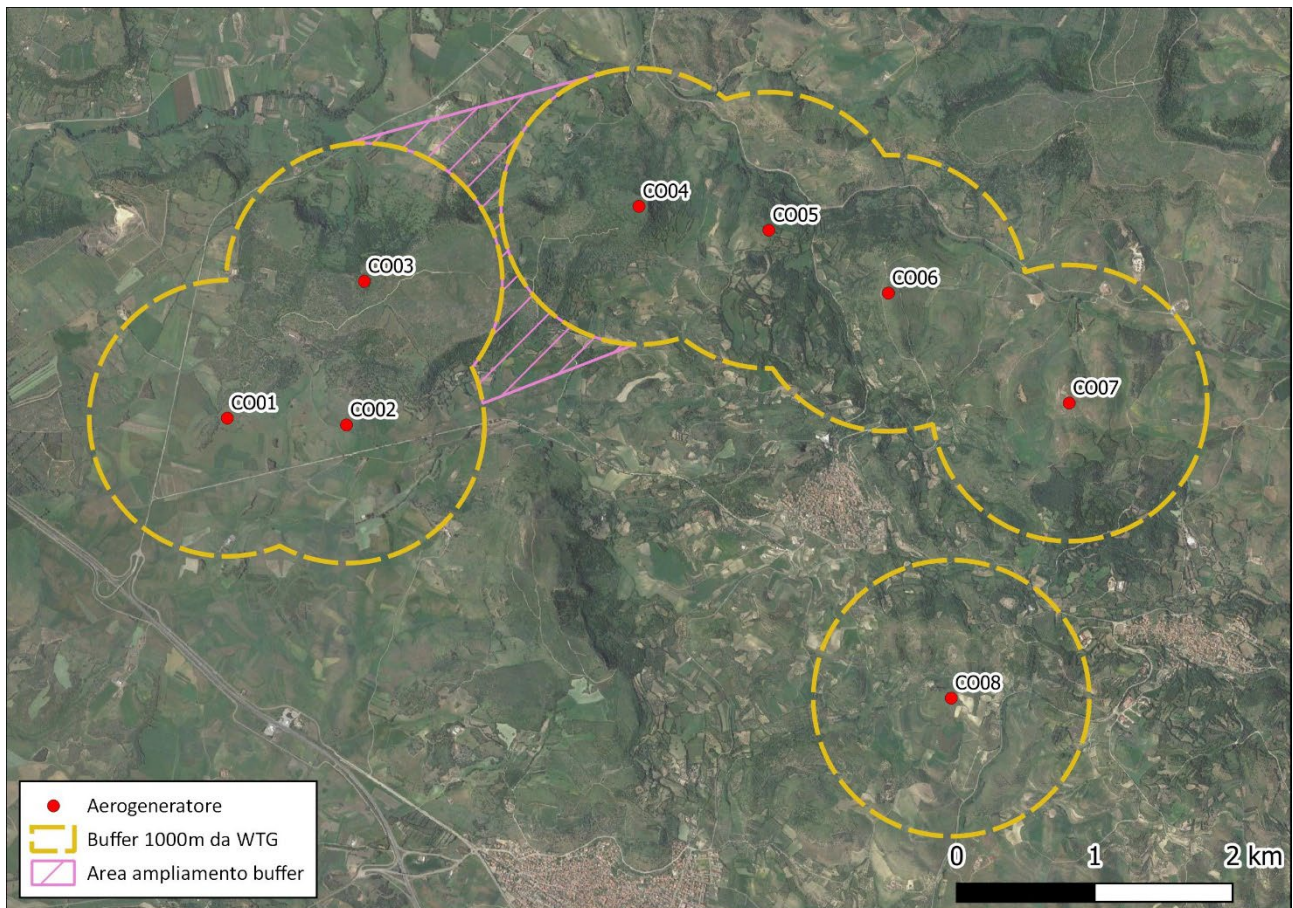 CO04
CO05
CO03
CO06
CO07
CO01
CO02
CO08
Aerogeneratore
Buffer 1000m da WTG
Area ampliamento buffer
0 1 2 km